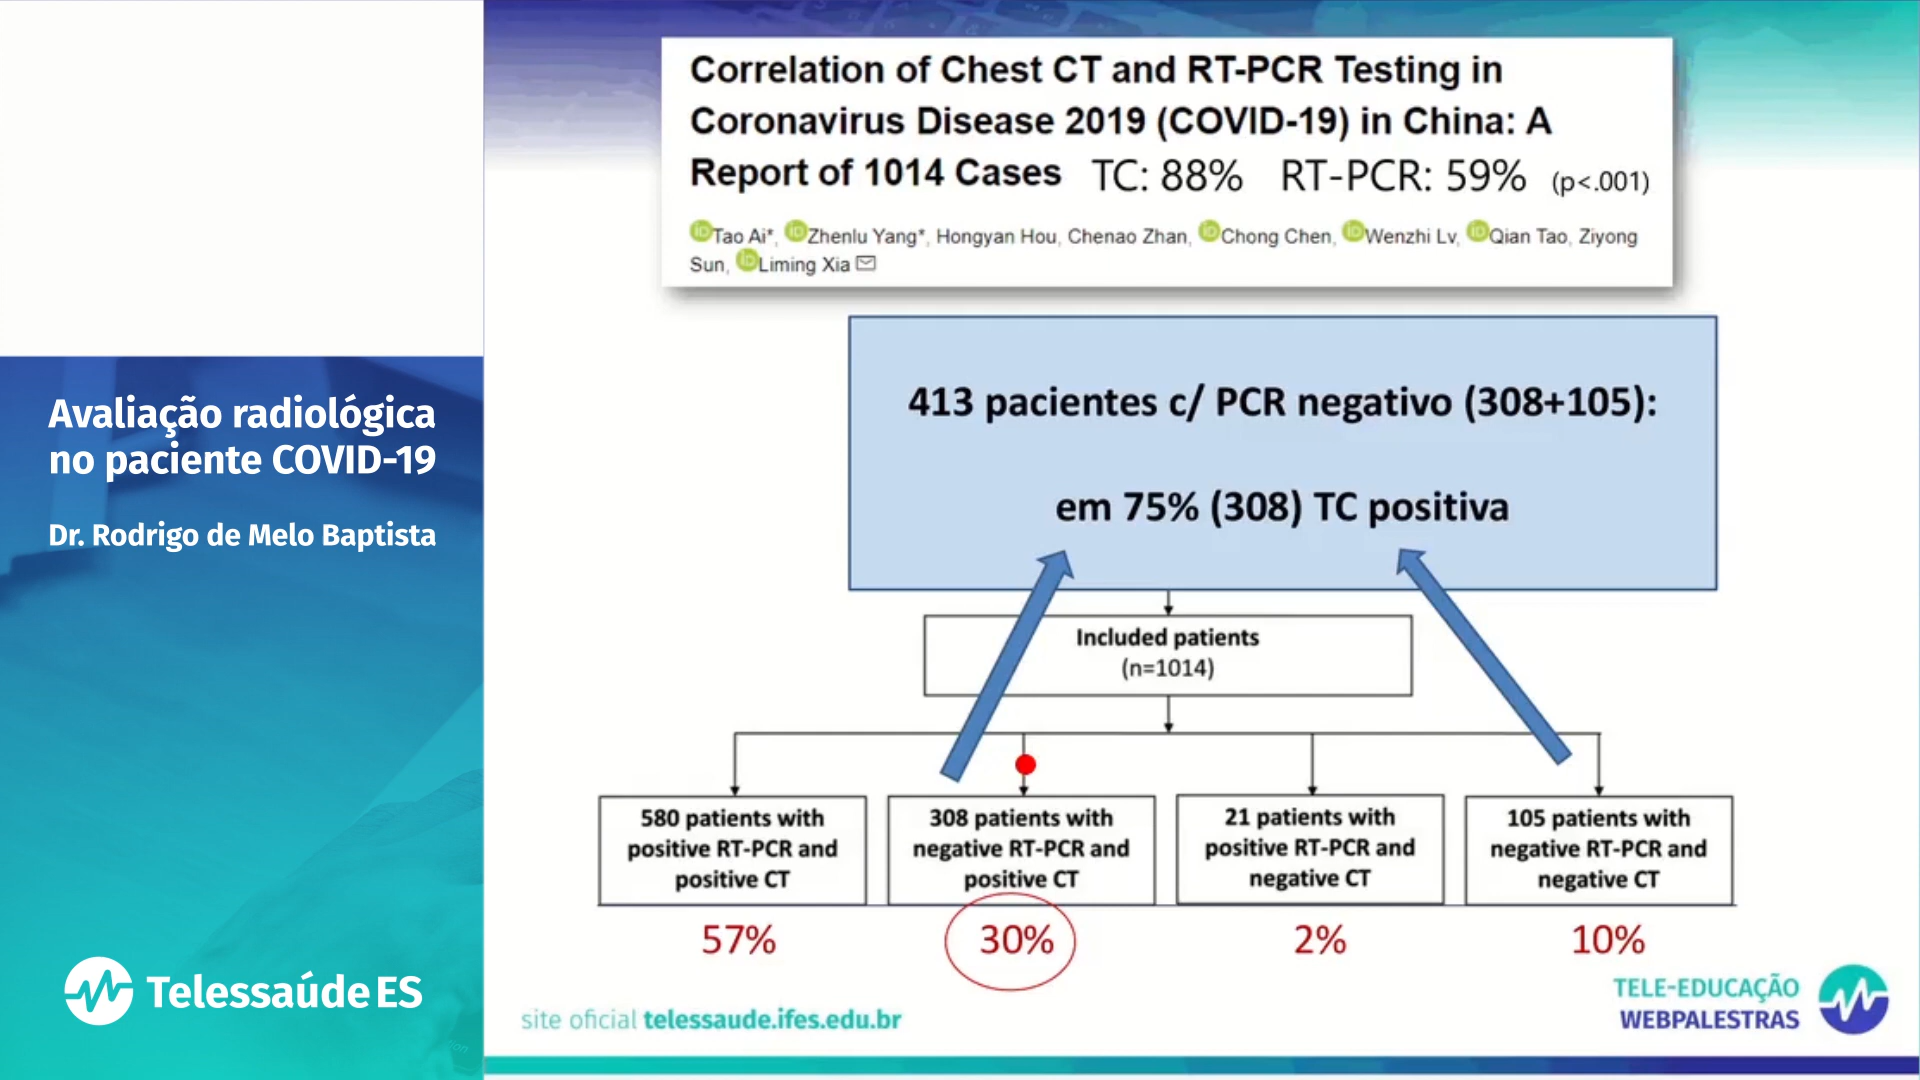 Correlation of Chest CT and RT-PCR Testing in
Coronavirus Disease 2019 (COVID-19) in China: A
Report of 1014 Cases TC: 88% RT-PCR: 59% (p<.001)
Tao Ai*, Zhenlu Yang*, Hongyan Hou, Chenao Zhan, Chong Chen, Wenzhi Lv, Qian Tao, Ziyong
Sun, Liming Xia
413 pacientes c/ PCR negativo (308+105):
em 75% (308) TC positiva
Included patients
(n=1014)
580 patients with
positive RT-PCR and
positive CT
308 patients with
negative RT-PCR and
positive CT
21 patients with
positive RT-PCR and
negative CT
105 patients with
negative RT-PCR and
negative CT
57%
30%
2%
10%
Avaliação radiológica
no paciente COVID-19
Dr. Rodrigo de Melo Baptista
Telessaúde ES
site oficial telessaude.ifes.edu.br
TELE-EDUCAÇÃO
WEBPALESTRAS